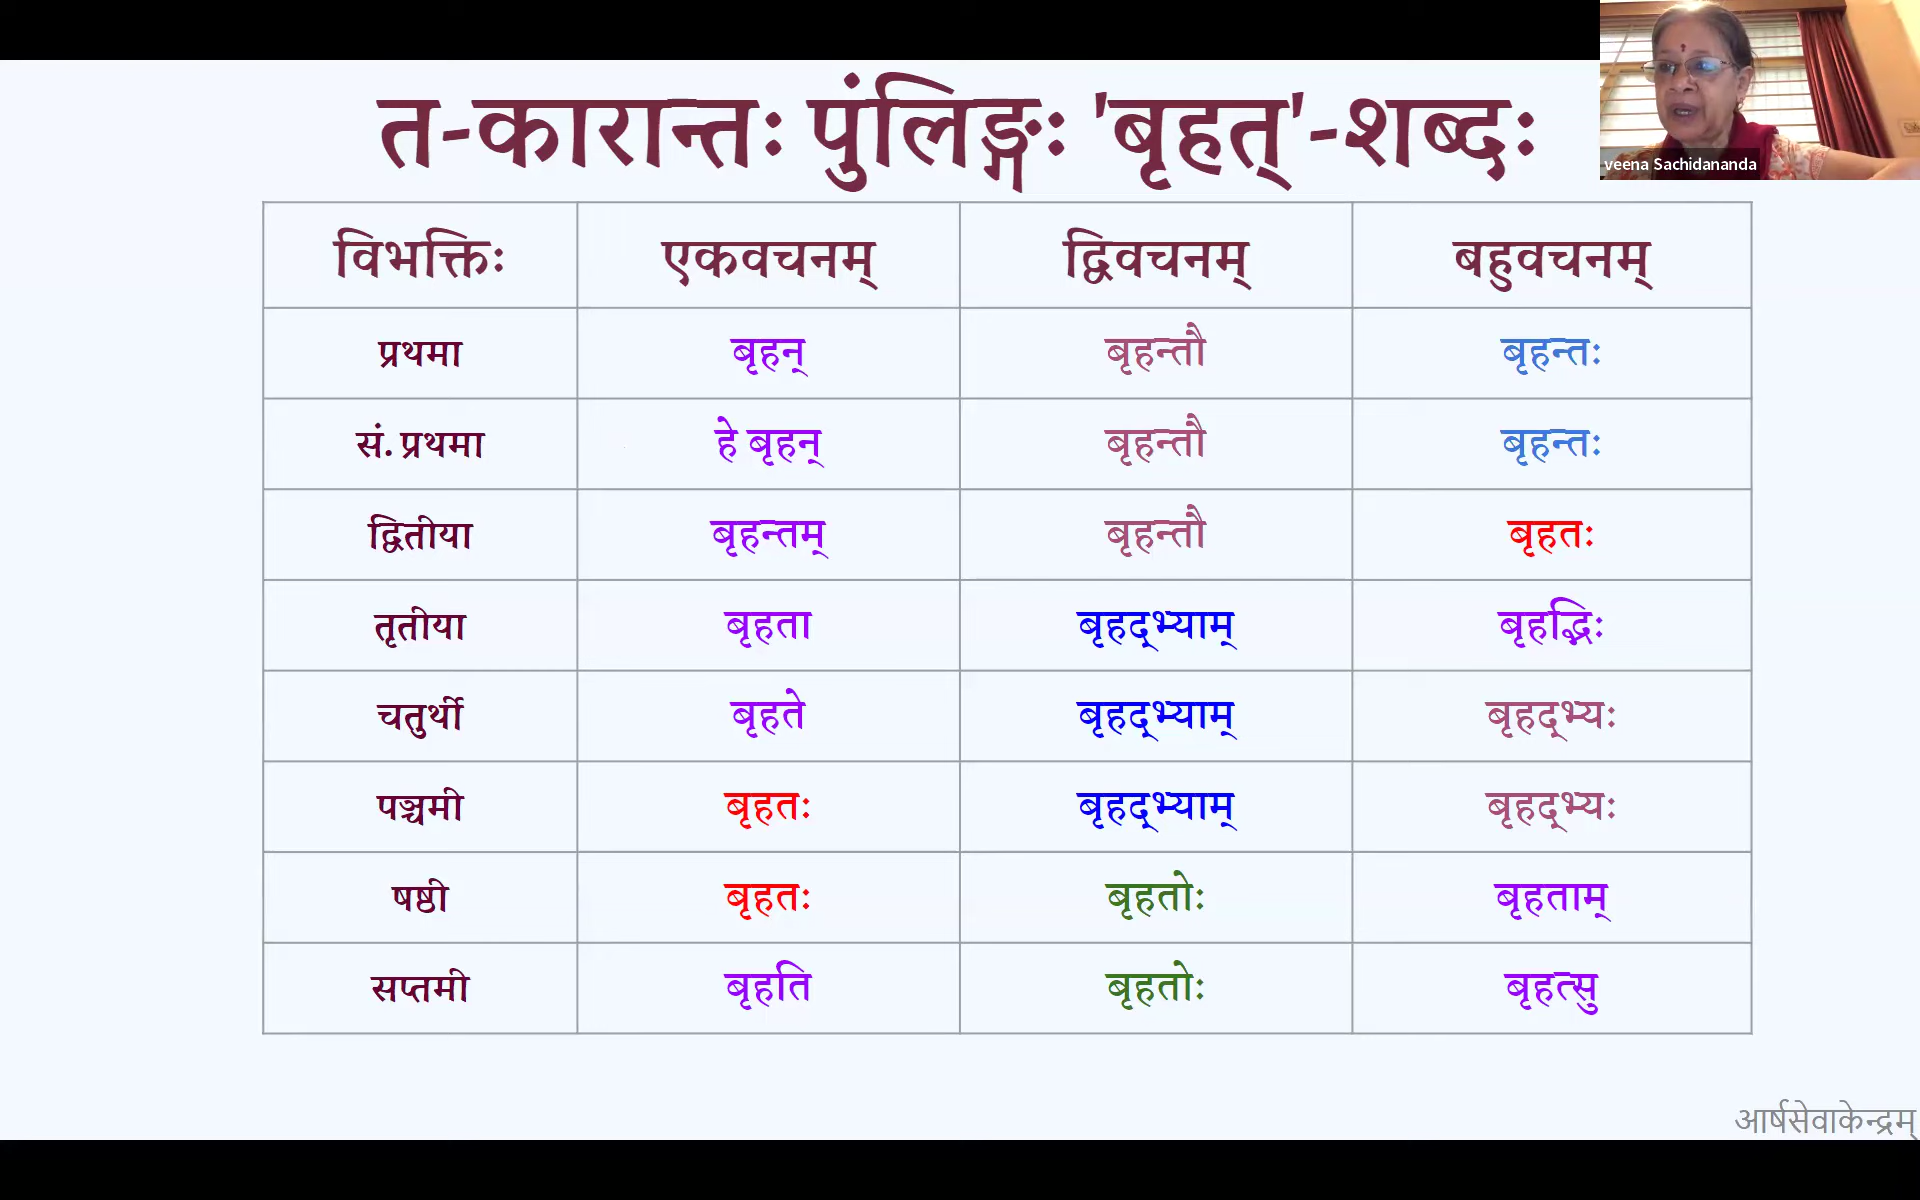 त-कारान्तः पुंलिङ्गः 'बृहत्'-शब्दः
veena Sachidananda
विभक्तिः एकवचनम् द्विवचनम् बहुवचनम्
प्रथमा बृहन् बृहन्तौ बृहन्तः
सं. प्रथमा हे बृहन् बृहन्तौ बृहन्तः
द्वितीया बृहन्तम् बृहन्तौ बृहतः
तृतीया बृहता बृहद्भ्याम् बृहद्भिः
चतुर्थी बृहते बृहद्भ्याम् बृहद्भ्यः
पञ्चमी बृहतः बृहद्भ्याम् बृहद्भ्यः
षष्ठी बृहतः बृहतोः बृहताम्
सप्तमी बृहति बृहतोः बृहत्सु
आर्षसेवाकेन्द्रम्